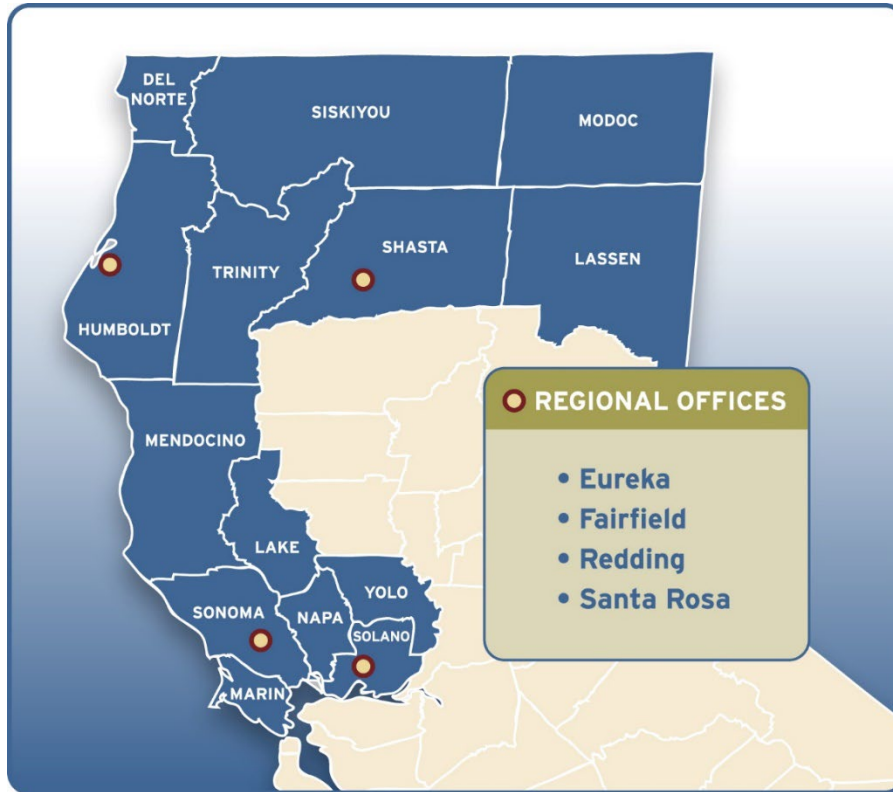 DEL
NORTE
SISKIYOU
MODOC
SHASTA
TRINITY
LASSEN
HUMBOLDT
REGIONAL OFFICES
MENDOCINO
• Eureka
• Fairfield
LAKE
• Redding
YOLO
• Santa Rosa
SONOMA
NAPA
SOLANO
MARIN